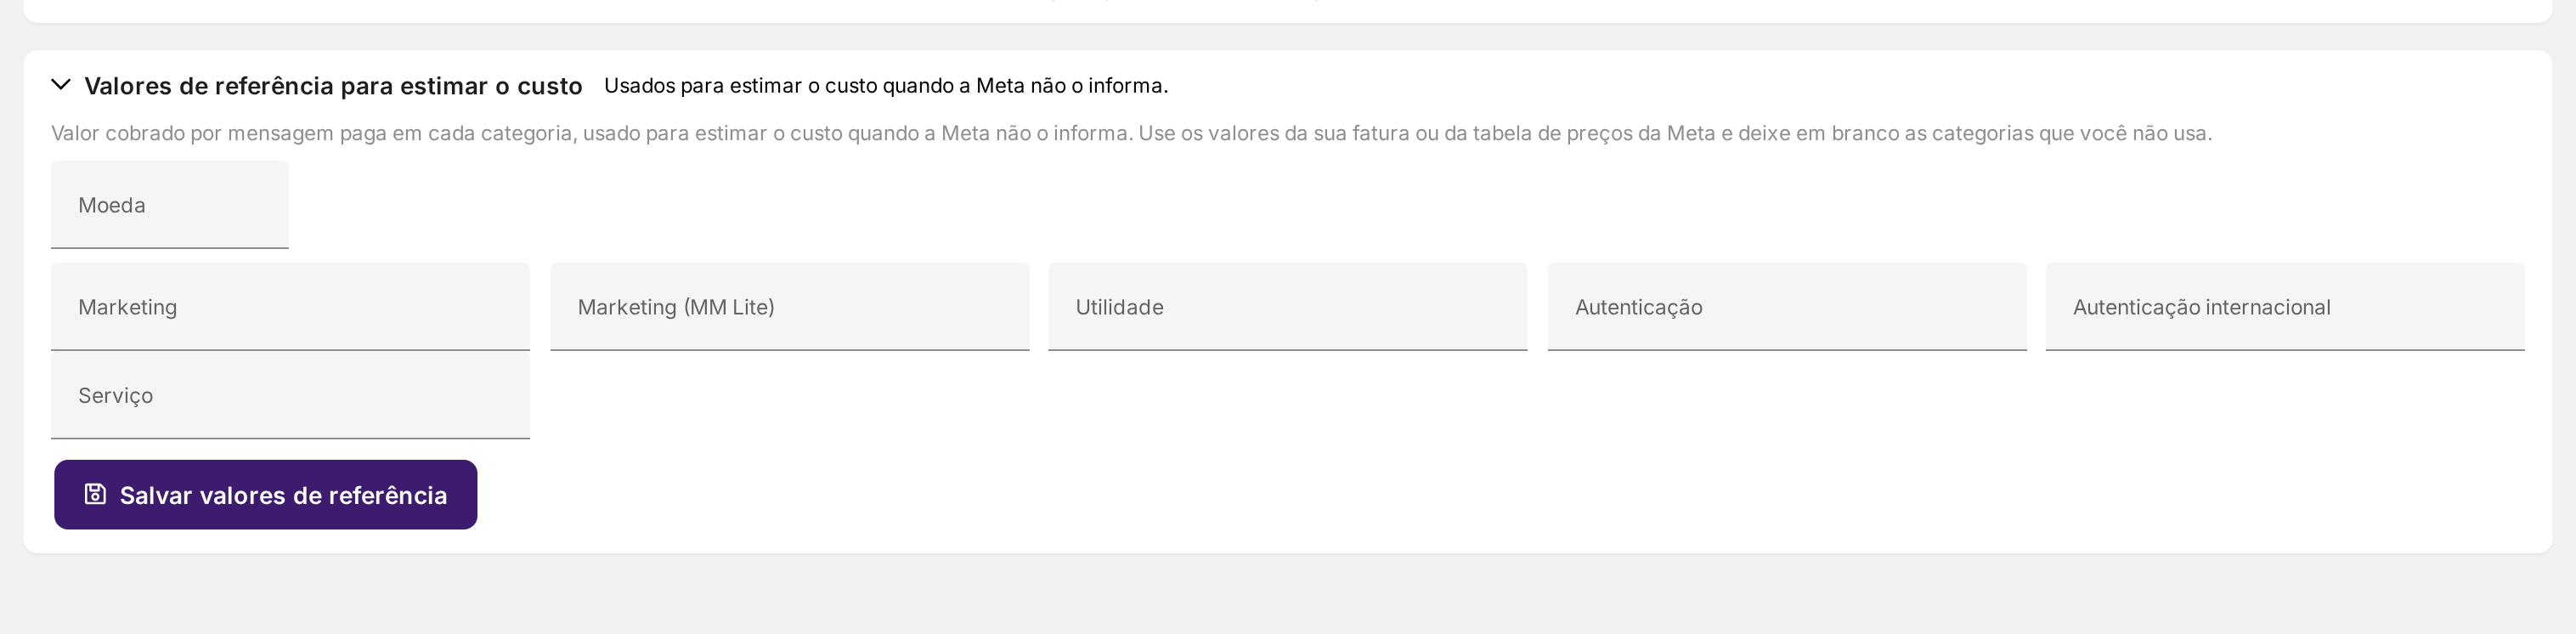 Valores de referência para estimar o custo Usados para estimar o custo quando a Meta não o informa.
Valor cobrado por mensagem paga em cada categoria, usado para estimar o custo quando a Meta não o informa. Use os valores da sua fatura ou da tabela de preços da Meta e deixe em branco as categorias que você não usa.
Moeda
Marketing Marketing (MM Lite) Utilidade Autenticação Autenticação internacional
Serviço
Salvar valores de referência